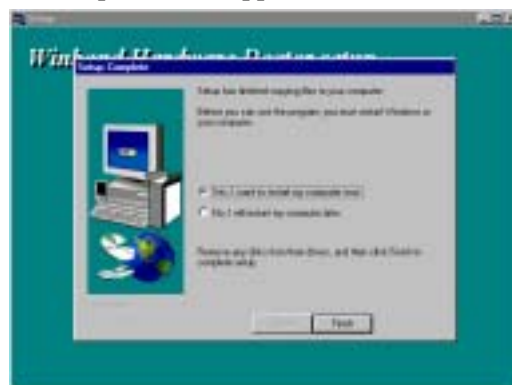 Setup
Winbond Hardware Doctor setup
Setup Complete
Setup has finished copying files to your computer.
Before you can use the program, you must restart Windows or
your computer.
Yes, I want to restart my computer now.
No, I will restart my computer later.
Remove any disks from their drives, and then click Finish to
complete setup.
Finish